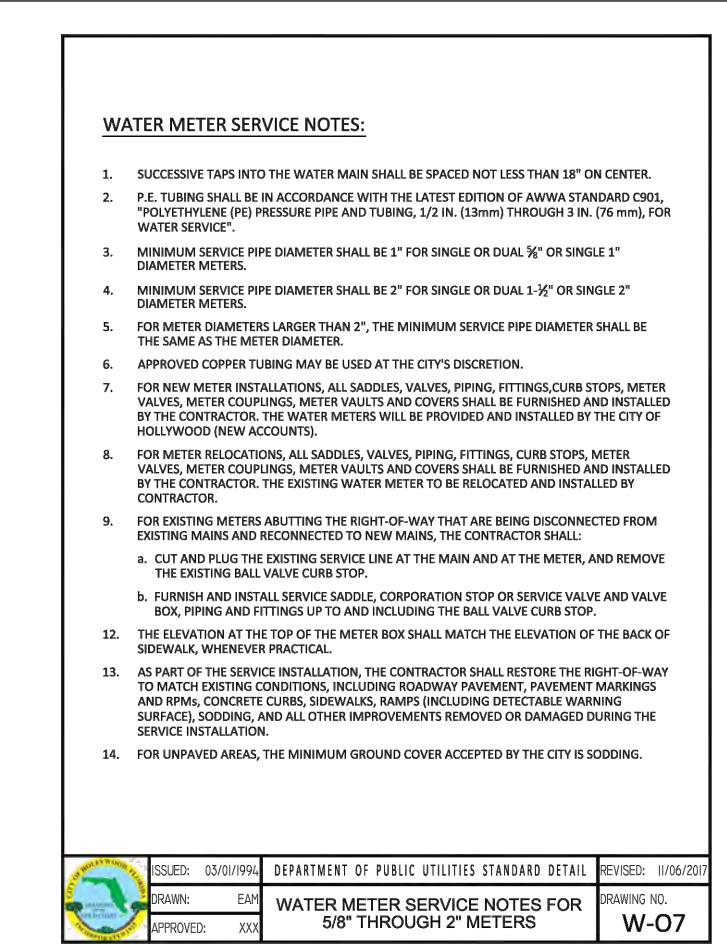 WATER METER SERVICE NOTES:
1. SUCCESSIVE TAPS INTO THE WATER MAIN SHALL BE SPACED NOT LESS THAN 18" ON CENTER.
2. P.E. TUBING SHALL BE IN ACCORDANCE WITH THE LATEST EDITION OF AWWA STANDARD C901,
"POLYETHYLENE (PE) PRESSURE PIPE AND TUBING, 1/2 IN. (13mm) THROUGH 3 IN. (76 mm), FOR
WATER SERVICE".
3. MINIMUM SERVICE PIPE DIAMETER SHALL BE 1" FOR SINGLE OR DUAL ⅝" OR SINGLE 1"
DIAMETER METERS.
4. MINIMUM SERVICE PIPE DIAMETER SHALL BE 2" FOR SINGLE OR DUAL 1-½" OR SINGLE 2"
DIAMETER METERS.
5. FOR METER DIAMETERS LARGER THAN 2", THE MINIMUM SERVICE PIPE DIAMETER SHALL BE
THE SAME AS THE METER DIAMETER.
6. APPROVED COPPER TUBING MAY BE USED AT THE CITY'S DISCRETION.
7. FOR NEW METER INSTALLATIONS, ALL SADDLES, VALVES, PIPING, FITTINGS,CURB STOPS, METER
VALVES, METER COUPLINGS, METER VAULTS AND COVERS SHALL BE FURNISHED AND INSTALLED
BY THE CONTRACTOR. THE WATER METERS WILL BE PROVIDED AND INSTALLED BY THE CITY OF
HOLLYWOOD (NEW ACCOUNTS).
8. FOR METER RELOCATIONS, ALL SADDLES, VALVES, PIPING, FITTINGS, CURB STOPS, METER
VALVES, METER COUPLINGS, METER VAULTS AND COVERS SHALL BE FURNISHED AND INSTALLED
BY THE CONTRACTOR. THE EXISTING WATER METER TO BE RELOCATED AND INSTALLED BY
CONTRACTOR.
9. FOR EXISTING METERS ABUTTING THE RIGHT-OF-WAY THAT ARE BEING DISCONNECTED FROM
EXISTING MAINS AND RECONNECTED TO NEW MAINS, THE CONTRACTOR SHALL:
a. CUT AND PLUG THE EXISTING SERVICE LINE AT THE MAIN AND AT THE METER, AND REMOVE
THE EXISTING BALL VALVE CURB STOP.
b. FURNISH AND INSTALL SERVICE SADDLE, CORPORATION STOP OR SERVICE VALVE AND VALVE
BOX, PIPING AND FITTINGS UP TO AND INCLUDING THE BALL VALVE CURB STOP.
12. THE ELEVATION AT THE TOP OF THE METER BOX SHALL MATCH THE ELEVATION OF THE BACK OF
SIDEWALK, WHENEVER PRACTICAL.
13. AS PART OF THE SERVICE INSTALLATION, THE CONTRACTOR SHALL RESTORE THE RIGHT-OF-WAY
TO MATCH EXISTING CONDITIONS, INCLUDING ROADWAY PAVEMENT, PAVEMENT MARKINGS
AND RPMs, CONCRETE CURBS, SIDEWALKS, RAMPS (INCLUDING DETECTABLE WARNING
SURFACE), SODDING, AND ALL OTHER IMPROVEMENTS REMOVED OR DAMAGED DURING THE
SERVICE INSTALLATION.
14. FOR UNPAVED AREAS, THE MINIMUM GROUND COVER ACCEPTED BY THE CITY IS SODDING.
CITY OF HOLLYWOOD, FLORIDA
INCORPORATED 1925
ISSUED: 03/01/1994
DRAWN: EAM
APPROVED: XXX
DEPARTMENT OF PUBLIC UTILITIES STANDARD DETAIL
WATER METER SERVICE NOTES FOR
5/8" THROUGH 2" METERS
REVISED: 11/06/2017
DRAWING NO.
W-07